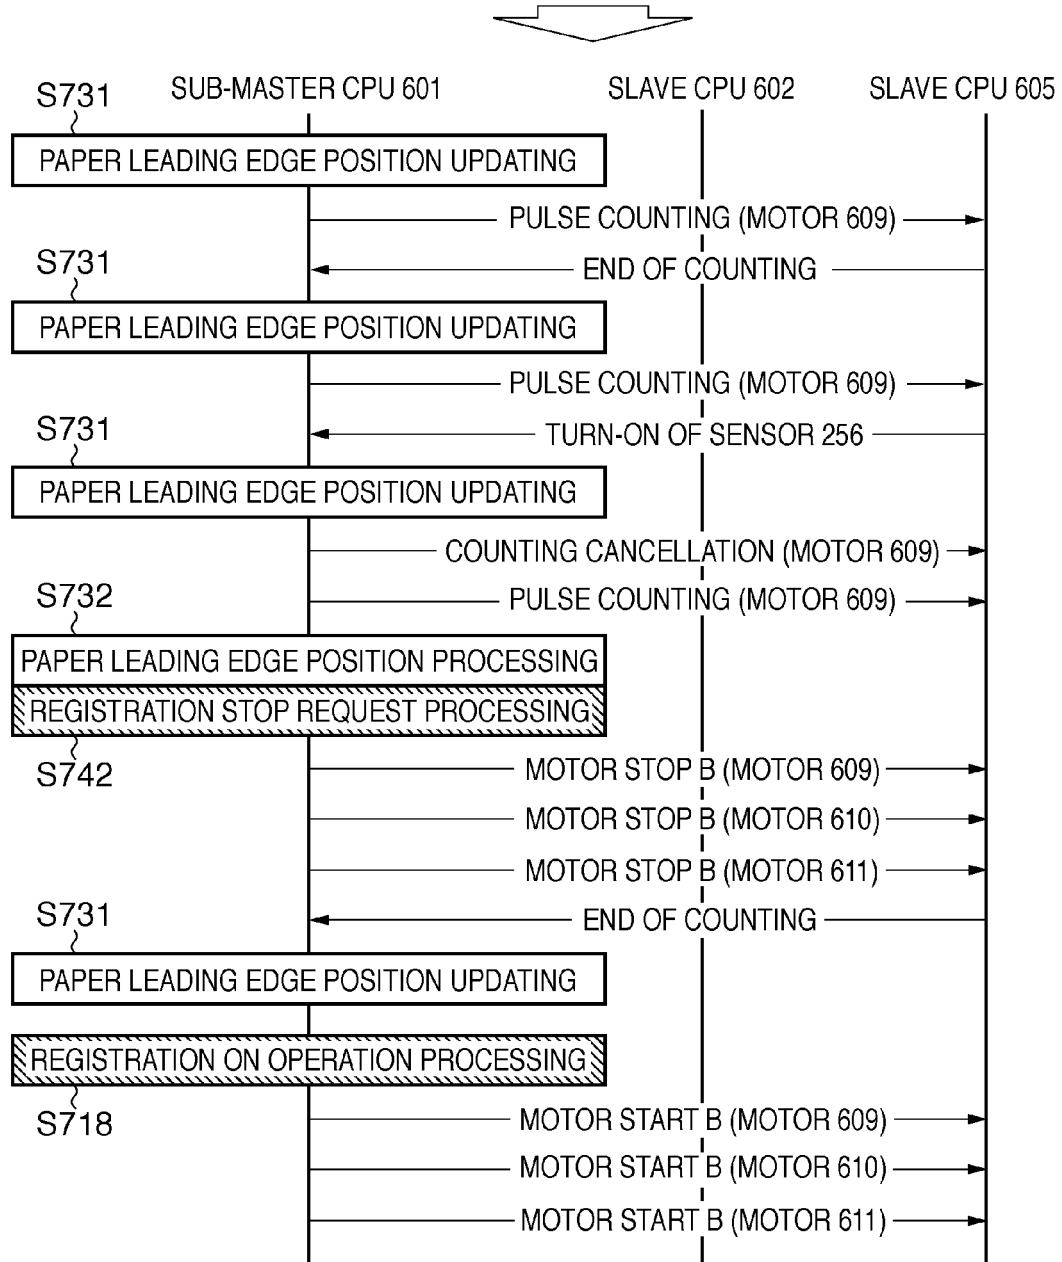 SUB-MASTER CPU 601 SLAVE CPU 602 SLAVE CPU 605
S731
PAPER LEADING EDGE POSITION UPDATING
PULSE COUNTING (MOTOR 609)
S731
END OF COUNTING
PAPER LEADING EDGE POSITION UPDATING
PULSE COUNTING (MOTOR 609)
S731
TURN-ON OF SENSOR 256
PAPER LEADING EDGE POSITION UPDATING
COUNTING CANCELLATION (MOTOR 609)
S732
PULSE COUNTING (MOTOR 609)
PAPER LEADING EDGE POSITION PROCESSING
REGISTRATION STOP REQUEST PROCESSING
S742
MOTOR STOP B (MOTOR 609)
MOTOR STOP B (MOTOR 610)
MOTOR STOP B (MOTOR 611)
S731
END OF COUNTING
PAPER LEADING EDGE POSITION UPDATING
REGISTRATION ON OPERATION PROCESSING
S718
MOTOR START B (MOTOR 609)
MOTOR START B (MOTOR 610)
MOTOR START B (MOTOR 611)